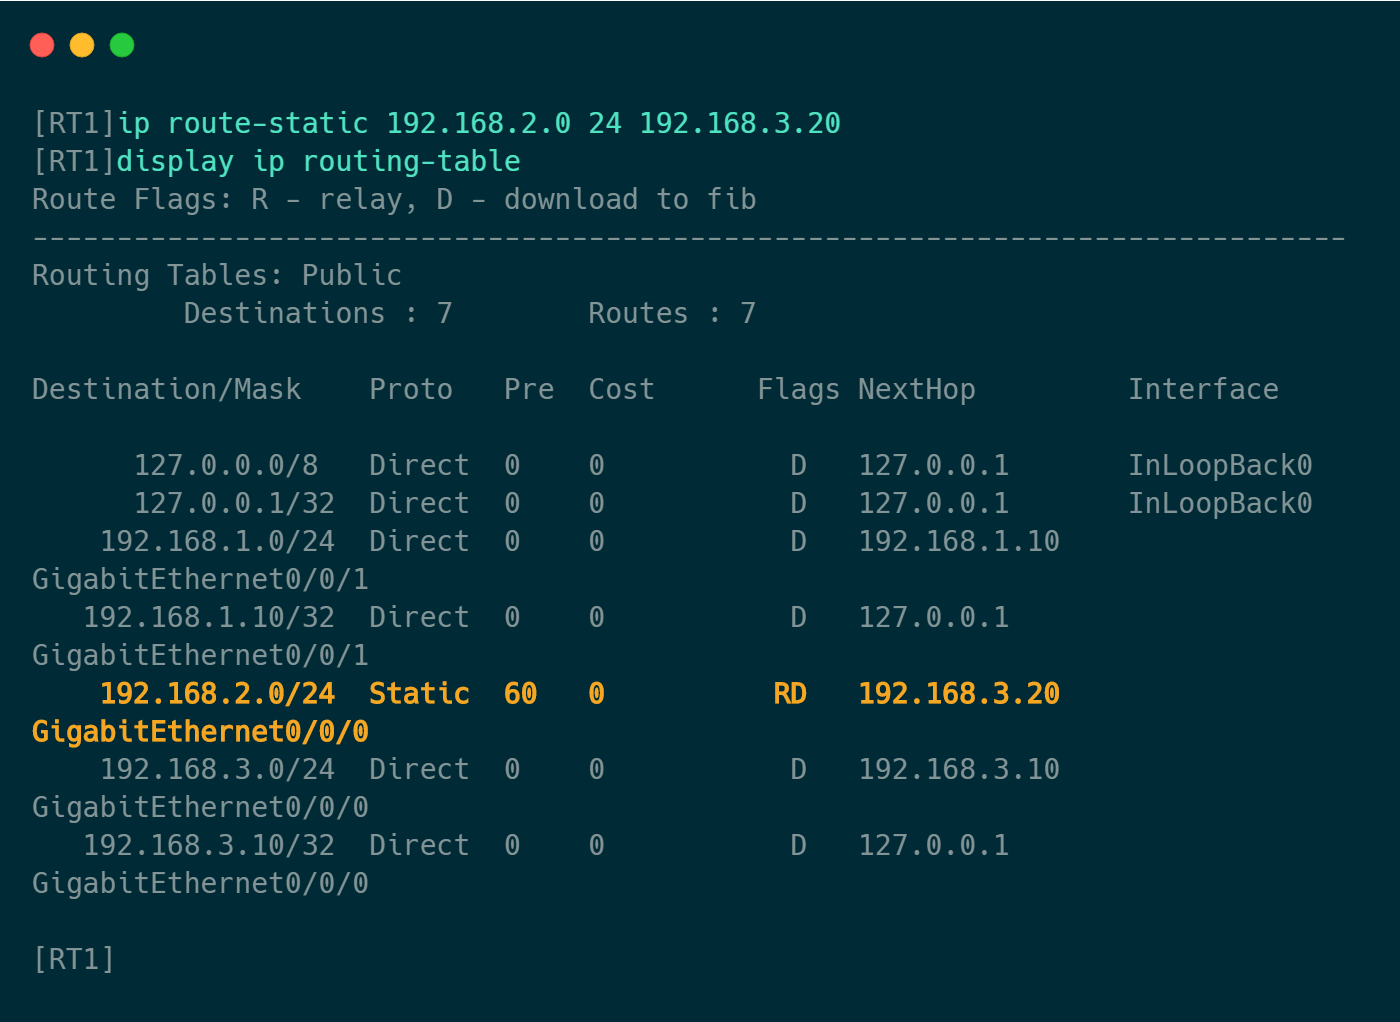 [RT1]ip route-static 192.168.2.0 24 192.168.3.20
[RT1]display ip routing-table
Route Flags: R - relay, D - download to fib
------------------------------------------------------------------------------
Routing Tables: Public
         Destinations : 7        Routes : 7

Destination/Mask    Proto   Pre  Cost      Flags NextHop         Interface

      127.0.0.0/8   Direct  0    0           D   127.0.0.1       InLoopBack0
      127.0.0.1/32  Direct  0    0           D   127.0.0.1       InLoopBack0
    192.168.1.0/24  Direct  0    0           D   192.168.1.10
GigabitEthernet0/0/1
   192.168.1.10/32  Direct  0    0           D   127.0.0.1
GigabitEthernet0/0/1
    192.168.2.0/24  Static  60   0          RD   192.168.3.20
GigabitEthernet0/0/0
    192.168.3.0/24  Direct  0    0           D   192.168.3.10
GigabitEthernet0/0/0
   192.168.3.10/32  Direct  0    0           D   127.0.0.1
GigabitEthernet0/0/0

[RT1]